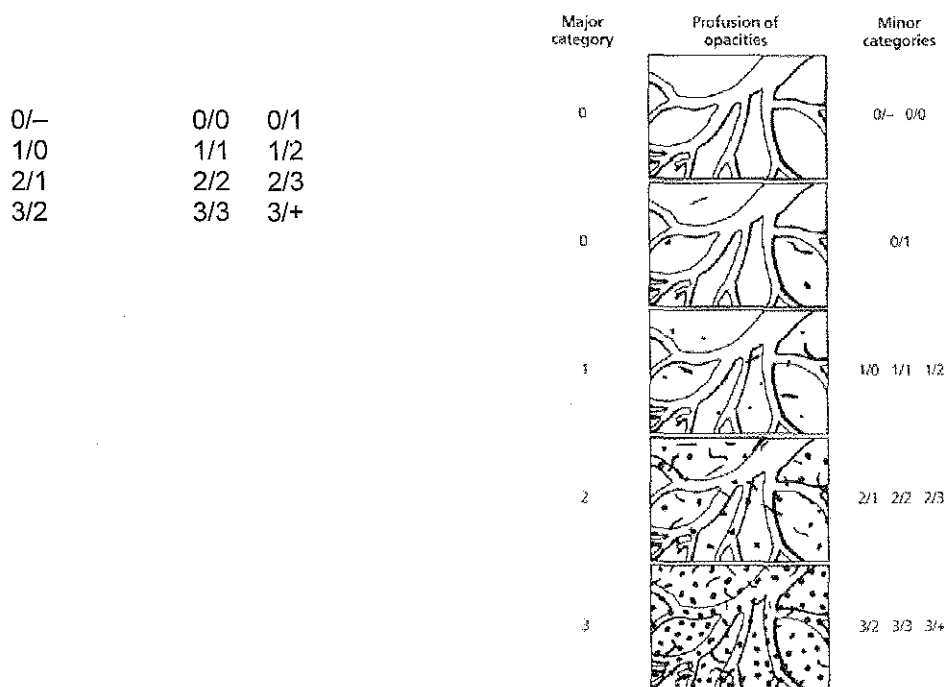 0/– 0/0 0/1
1/0 1/1 1/2
2/1 2/2 2/3
3/2 3/3 3/+
Major category Profusion of opacities Minor categories
0 0/– 0/0
0 0/1
1 1/0 1/1 1/2
2 2/1 2/2 2/3
3 3/2 3/3 3/+